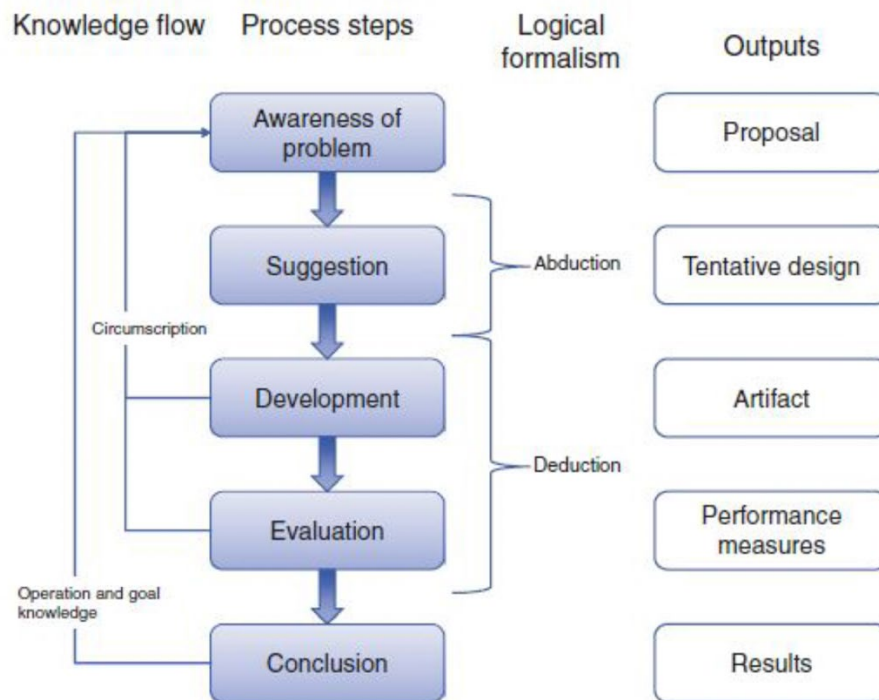 Knowledge flow
Process steps
Logical
formalism
Outputs
Awareness of
problem
Proposal
Suggestion
Abduction
Tentative design
Circumscription
Development
Artifact
Deduction
Evaluation
Performance
measures
Operation and goal
knowledge
Conclusion
Results